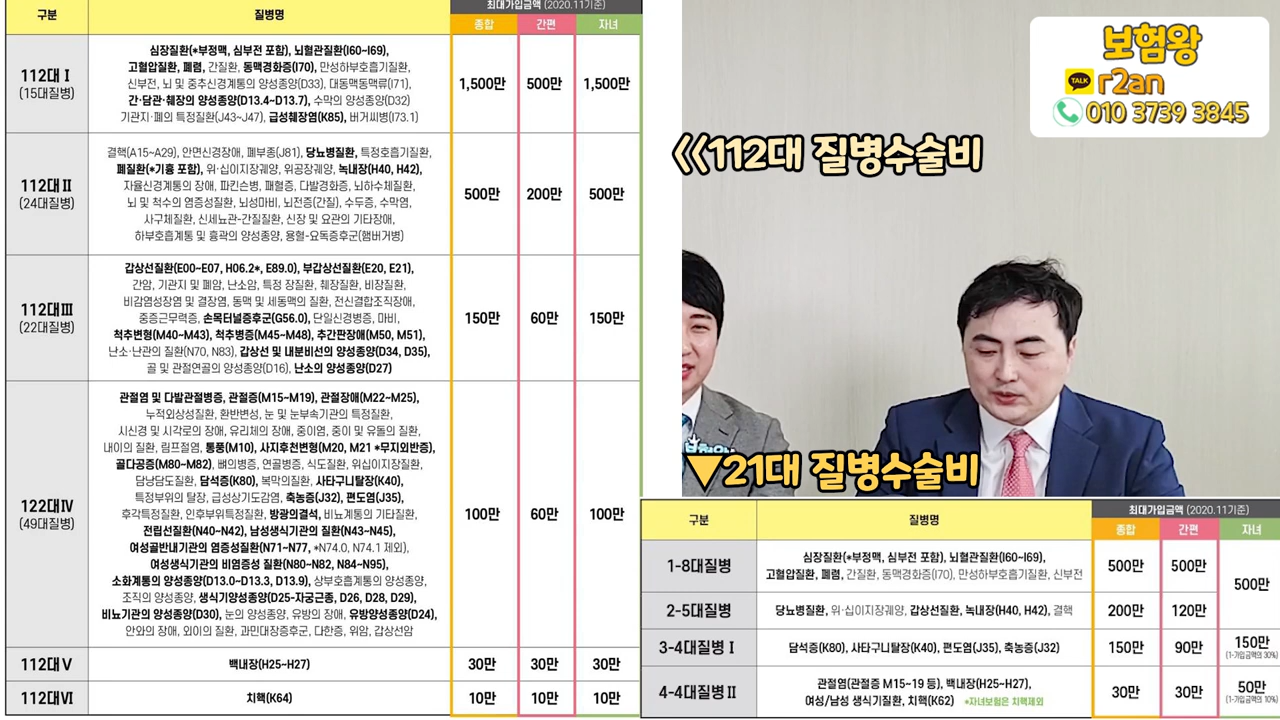 구분
질병명
최대가입금액 (2020.11기준)
종합
간편
자녀
112대 Ⅰ
(15대질병)
심장질환(*부정맥, 심부전 포함), 뇌혈관질환(I60~I69),
고혈압질환, 폐렴, 간질환, 동맥경화증(I70), 만성하부호흡기질환,
신부전, 뇌 및 중추신경계통의 양성종양(D33), 대동맥동맥류(I71),
간·담관·췌장의 양성종양(D13.4~D13.7), 수막의 양성종양(D32)
기관지·폐의 특정질환(J43~J47), 급성췌장염(K85), 버거씨병(I73.1)
1,500만
500만
1,500만
112대Ⅱ
(24대질병)
결핵(A15~A29), 안면신경장애, 폐부종(J81), 당뇨병질환, 특정호흡기질환,
폐질환(*기흉 포함), 위·십이지장궤양, 위공장궤양, 녹내장(H40, H42),
자율신경계통의 장애, 파킨슨병, 패혈증, 다발경화증, 뇌하수체질환,
뇌 및 척수의 염증성질환, 뇌성마비, 뇌전증(간질), 수두증, 수막염,
사구체질환, 신세뇨관-간질질환, 신장 및 요관의 기타장애,
하부호흡계통 및 흉곽의 양성종양, 용혈-요독증후군(햄버거병)
500만
200만
500만
112대Ⅲ
(22대질병)
갑상선질환(E00~E07, H06.2*, E89.0), 부갑상선질환(E20, E21),
간암, 기관지 및 폐암, 난소암, 특정 장질환, 췌장질환, 비장질환,
비감염성장염 및 결장염, 동맥 및 세동맥의 질환, 전신결합조직장애,
중증근무력증, 손목터널증후군(G56.0), 단일신경병증, 마비,
척추변형(M40~M43), 척추병증(M45~M48), 추간판장애(M50, M51),
난소·난관의 질환(N70, N83), 갑상선 및 내분비선의 양성종양(D34, D35),
골 및 관절연골의 양성종양(D16), 난소의 양성종양(D27)
150만
60만
150만
122대Ⅳ
(49대질병)
관절염 및 다발관절병증, 관절증(M15~M19), 관절장애(M22~M25),
누적외상성질환, 환반변성, 눈 및 눈부속기관의 특정질환,
시신경 및 시각로의 장애, 유리체의 장애, 중이염, 중이 및 유돌의 질환,
내이의 질환, 림프절염, 통풍(M10), 사지후천변형(M20, M21 *무지외반증),
골다공증(M80~M82), 뼈의병증, 연골병증, 식도질환, 위십이지장질환,
담낭담도질환, 담석증(K80), 복막의질환, 사타구니탈장(K40),
특정부위의 탈장, 급성상기도감염, 축농증(J32), 편도염(J35),
후각특정질환, 인후부위특정질환, 방광의결석, 비뇨계통의 기타질환,
전립선질환(N40~N42), 남성생식기관의 질환(N43~N45),
여성골반내기관의 염증성질환(N71~N77, *N74.0, N74.1 제외),
여성생식기관의 비염증성 질환(N80~N82, N84~N95),
소화계통의 양성종양(D13.0~D13.3, D13.9), 상부호흡계통의 양성종양,
조직의 양성종양, 생식기양성종양(D25-자궁근종, D26, D28, D29),
비뇨기관의 양성종양(D30), 눈의 양성종양, 유방의 장애, 유방양성종양(D24),
안와의 장애, 외이의 질환, 과민대장증후군, 다한증, 위암, 갑상선암
100만
60만
100만
112대Ⅴ
백내장(H25~H27)
30만
30만
30만
112대Ⅵ
치핵(K64)
10만
10만
10만
보험왕
TALK
r2an
010 3739 3845
《112대 질병수술비
▼21대 질병수술비
구분
질병명
최대가입금액 (2020.11기준)
종합
간편
자녀
1-8대질병
심장질환(*부정맥, 심부전 포함), 뇌혈관질환(I60~I69),
고혈압질환, 폐렴, 간질환, 동맥경화증(I70), 만성하부호흡기질환, 신부전
500만
500만
500만
2-5대질병
당뇨병질환, 위·십이지장궤양, 갑상선질환, 녹내장(H40, H42), 결핵
200만
120만
3-4대질병Ⅰ
담석증(K80), 사타구니탈장(K40), 편도염(J35), 축농증(J32)
150만
90만
150만
(1-가입금액의 30%)
4-4대질병Ⅱ
관절염(관절증 M15~19 등), 백내장(H25~H27),
여성/남성 생식기질환, 치핵(K62) *자녀보험은 치핵제외
30만
30만
50만
(1-가입금액의 10%)